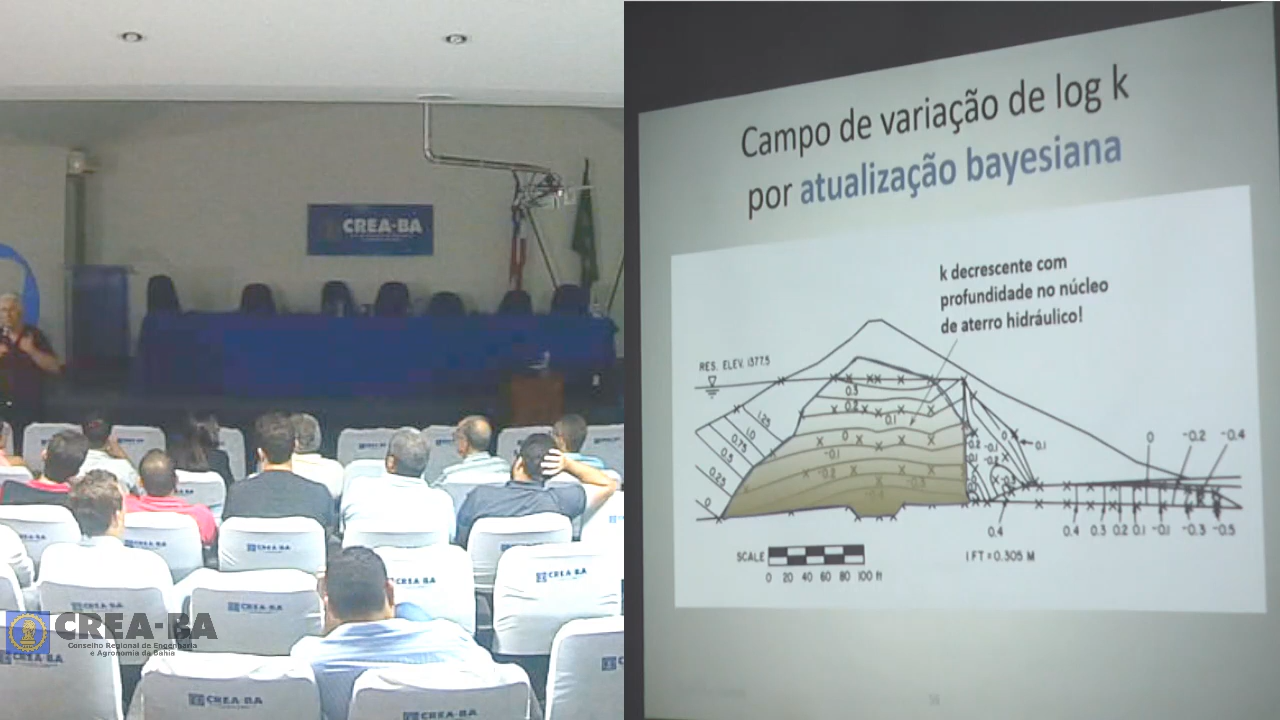 CREA-BA
CREA-BA
Conselho Regional de Engenharia
e Agronomia da Bahia
CREA-BA
CREA-BA
CREA-BA
Campo de variação de log k
por atualização bayesiana
k decrescente com
profundidade no núcleo
de aterro hidráulico!
RES. ELEV. 1377.5
1.25
1.0
0.75
0.5
0.25
0
0.3
0.2
0.1
0
-0.1
-0.2
0.1
0 -0.2 -0.4
0.4 0.4 0.3 0.2 0.1 -0.1 -0.3 -0.5
SCALE
0 20 40 60 80 100 ft
1 FT = 0.305 M